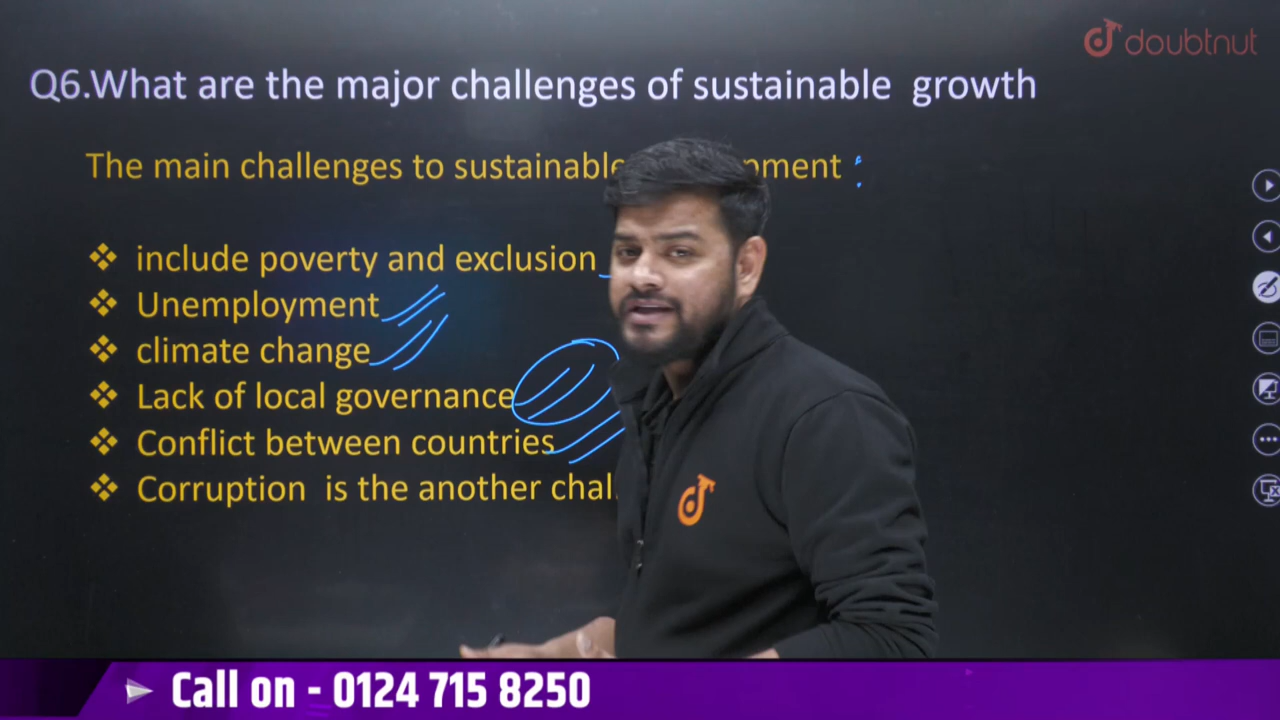 doubtnut
Q6.What are the major challenges of sustainable growth
The main challenges to sustainable
include poverty and exclusion
Unemployment
climate change
Lack of local governance
Conflict between countries
Corruption is the another
Call on - 0124 715 8250